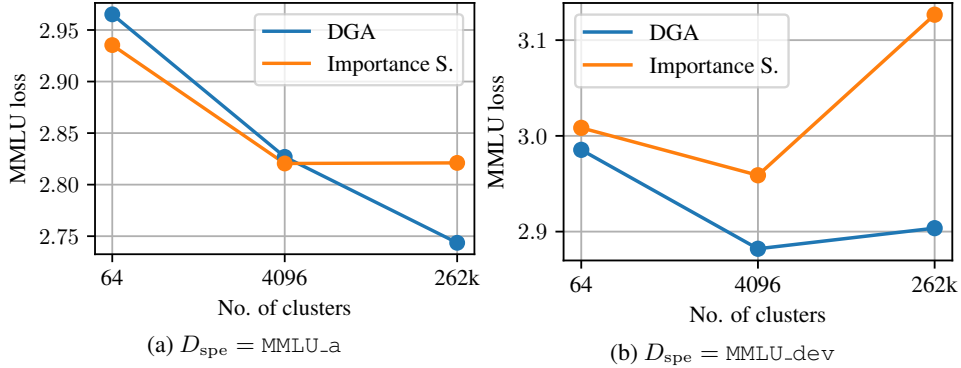 2.95
2.90
2.85
2.80
2.75
MMLU loss
DGA
Importance S.
64
4096
262k
No. of clusters
(a) D_spe = MMLU_a
3.1
3.0
2.9
MMLU loss
DGA
Importance S.
64
4096
262k
No. of clusters
(b) D_spe = MMLU_dev